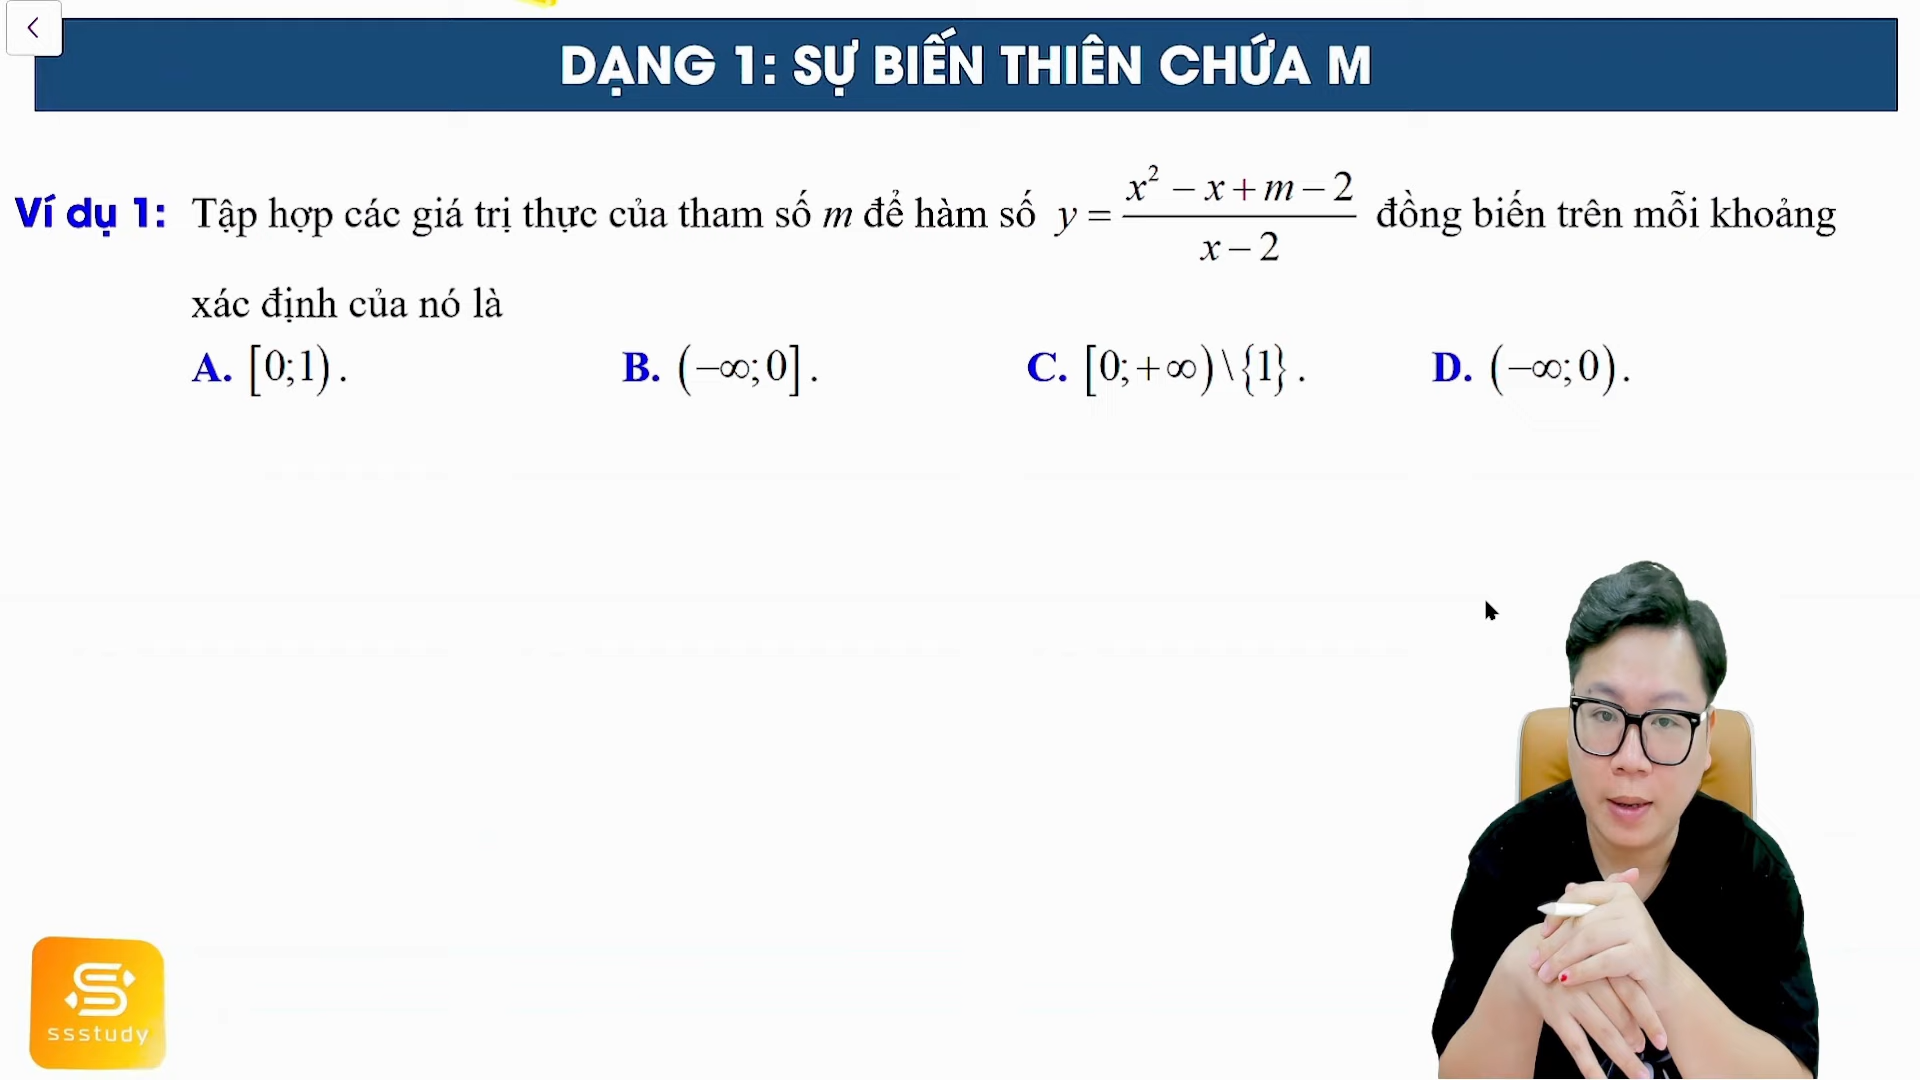 DẠNG 1: SỰ BIẾN THIÊN CHỨA M
Ví dụ 1: Tập hợp các giá trị thực của tham số m để hàm số y = \frac{x^2 - x + m - 2}{x - 2} đồng biến trên mỗi khoảng
xác định của nó là
A. [0;1). B. (−∞;0]. C. [0;+∞)\{1}. D. (−∞;0).
ssstudy